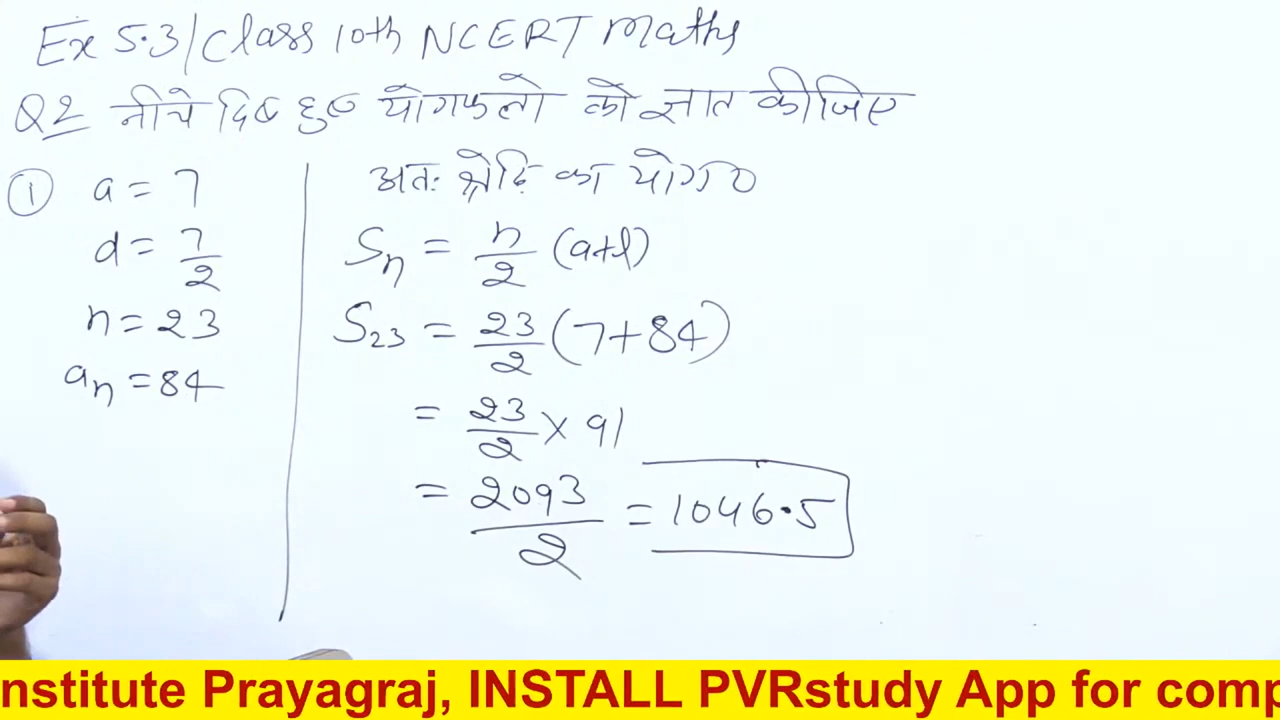 Ex 5.3/Class 10th NCERT Maths
Q2 नीचे दिए हुए योगफलो को ज्ञात कीजिए
① a = 7
d = 7/2
n = 23
aₙ = 84
अतः श्रेढि का योग
Sₙ = n/2 (a+l)
S₂₃ = 23/2 (7+84)
= 23/2 × 91
= 2093/2 = 1046.5
nstitute Prayagraj, INSTALL PVRstudy App for comp